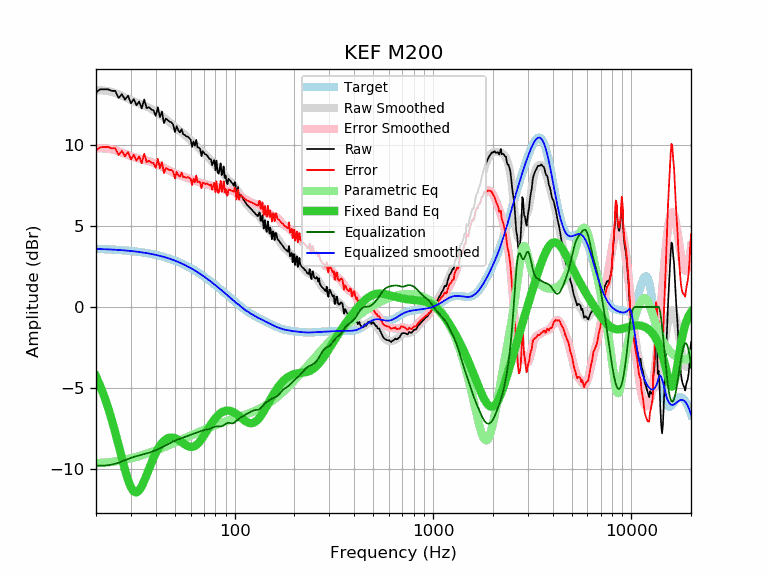 KEF M200
Target
Raw Smoothed
Error Smoothed
Raw
Error
Parametric Eq
Fixed Band Eq
Equalization
Equalized smoothed
10
5
0
−5
−10
Amplitude (dBr)
100
1000
10000
Frequency (Hz)